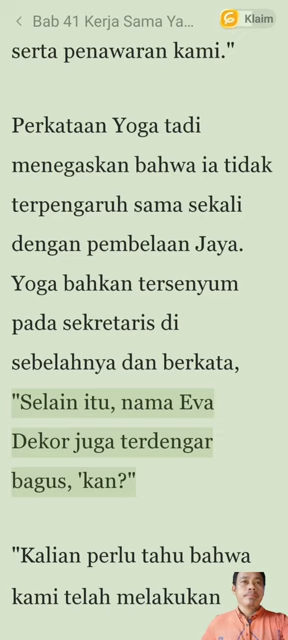 Bab 41 Kerja Sama Ya...
Klaim
serta penawaran kami."
Perkataan Yoga tadi
menegaskan bahwa ia tidak
terpengaruh sama sekali
dengan pembelaan Jaya.
Yoga bahkan tersenyum
pada sekretaris di
sebelahnya dan berkata,
"Selain itu, nama Eva
Dekor juga terdengar
bagus, 'kan?"
"Kalian perlu tahu bahwa
kami telah melakukan